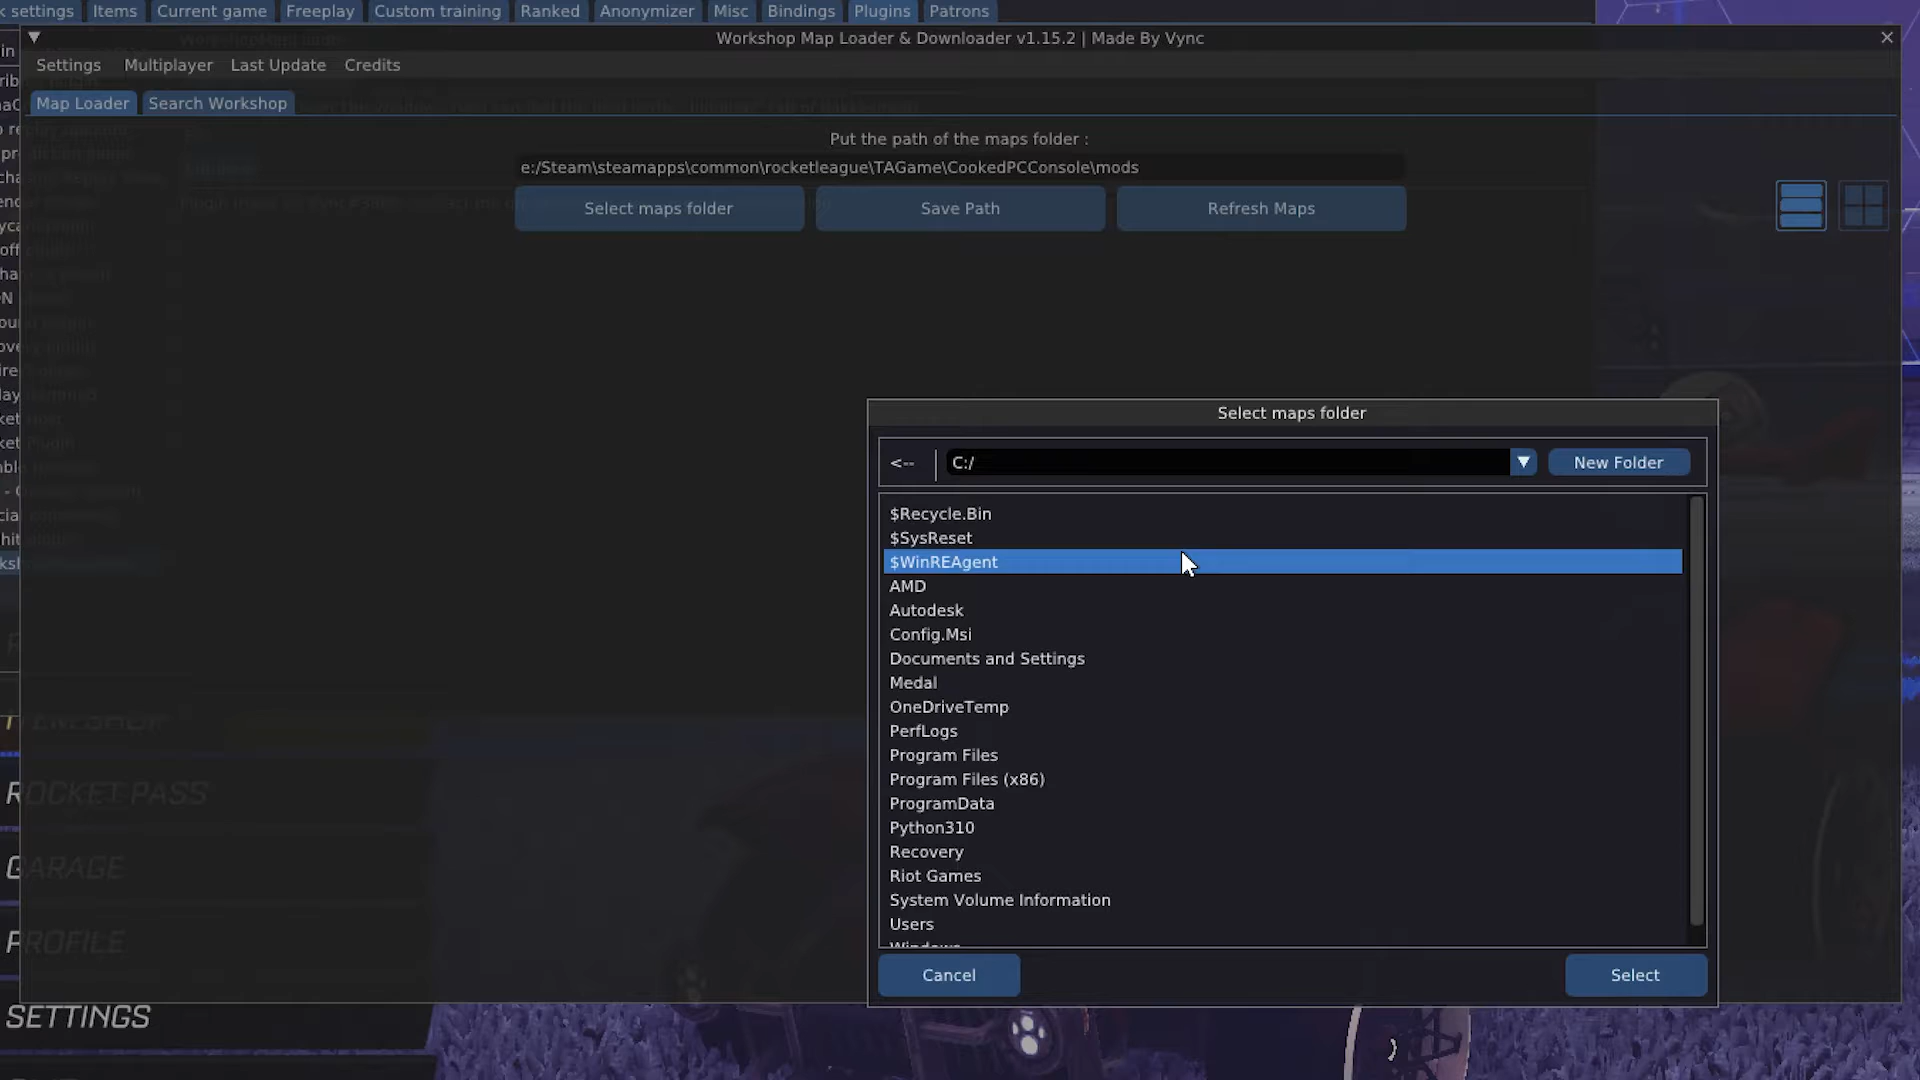 settings Items Current game Freeplay Custom training Ranked Anonymizer Misc Bindings Plugins Patrons
Workshop Map Loader & Downloader v1.15.2 | Made By Vync
Settings Multiplayer Last Update Credits
Map Loader Search Workshop
Put the path of the maps folder :
e:/Steam\steamapps\common\rocketleague\TAGame\CookedPCConsole\mods
Select maps folder Save Path Refresh Maps
Select maps folder
<-- C:/ New Folder
$Recycle.Bin
$SysReset
$WinREAgent
AMD
Autodesk
Config.Msi
Documents and Settings
Medal
OneDriveTemp
PerfLogs
Program Files
Program Files (x86)
ProgramData
Python310
Recovery
Riot Games
System Volume Information
Users
Windows
Cancel Select
ROCKET PASS
GARAGE
PROFILE
SETTINGS